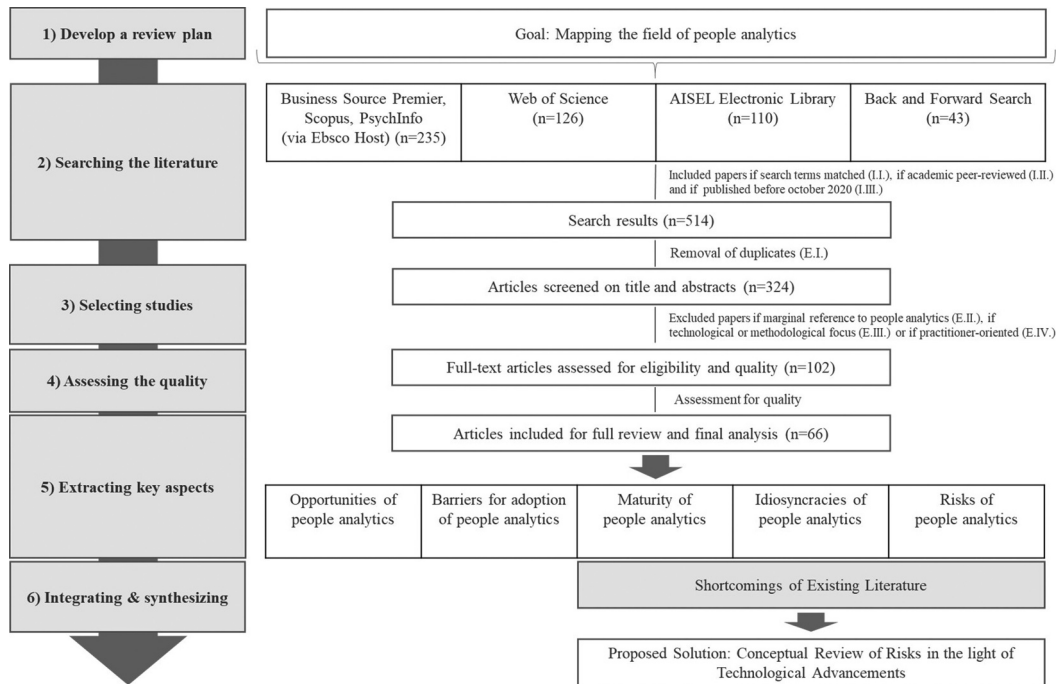 1) Develop a review plan
Goal: Mapping the field of people analytics
2) Searching the literature
Business Source Premier,
Scopus, PsychInfo
(via Ebsco Host) (n=235)
Web of Science
(n=126)
AISEL Electronic Library
(n=110)
Back and Forward Search
(n=43)
Included papers if search terms matched (I.I.), if academic peer-reviewed (I.II.)
and if published before october 2020 (I.III.)
Search results (n=514)
Removal of duplicates (E.I.)
3) Selecting studies
Articles screened on title and abstracts (n=324)
Excluded papers if marginal reference to people analytics (E.II.), if
technological or methodological focus (E.III.) or if practitioner-oriented (E.IV.)
4) Assessing the quality
Full-text articles assessed for eligibility and quality (n=102)
Assessment for quality
Articles included for full review and final analysis (n=66)
5) Extracting key aspects
Opportunities of
people analytics
Barriers for adoption
of people analytics
Maturity of
people analytics
Idiosyncracies of
people analytics
Risks of
people analytics
6) Integrating & synthesizing
Shortcomings of Existing Literature
Proposed Solution: Conceptual Review of Risks in the light of
Technological Advancements